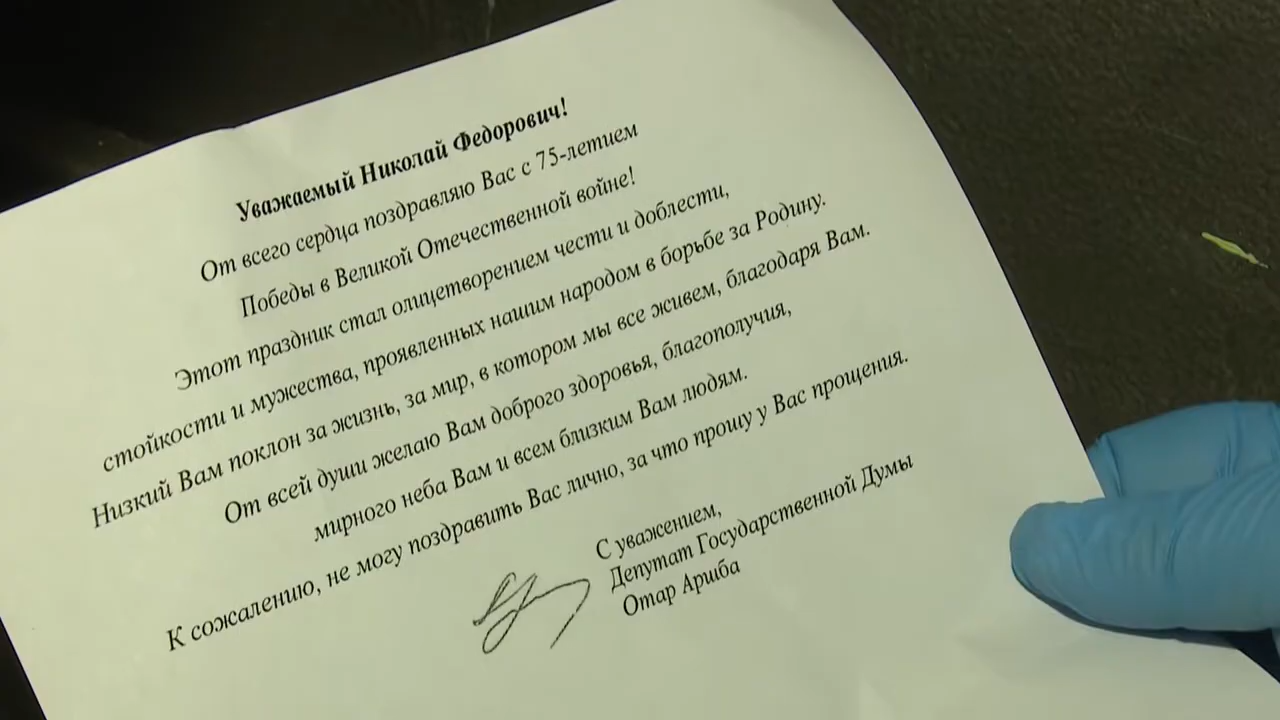 Уважаемый Николай Федорович!
От всего сердца поздравляю Вас с 75-летием
Победы в Великой Отечественной войне!
Этот праздник стал олицетворением чести и доблести,
стойкости и мужества, проявленных нашим народом в борьбе за Родину.
Низкий Вам поклон за жизнь, за мир, в котором мы все живем, благодаря Вам.
От всей души желаю Вам доброго здоровья, благополучия,
мирного неба Вам и всем близким Вам людям.
К сожалению, не могу поздравить Вас лично, за что прошу у Вас прощения.
С уважением,
Депутат Государственной Думы
Отар Аршба